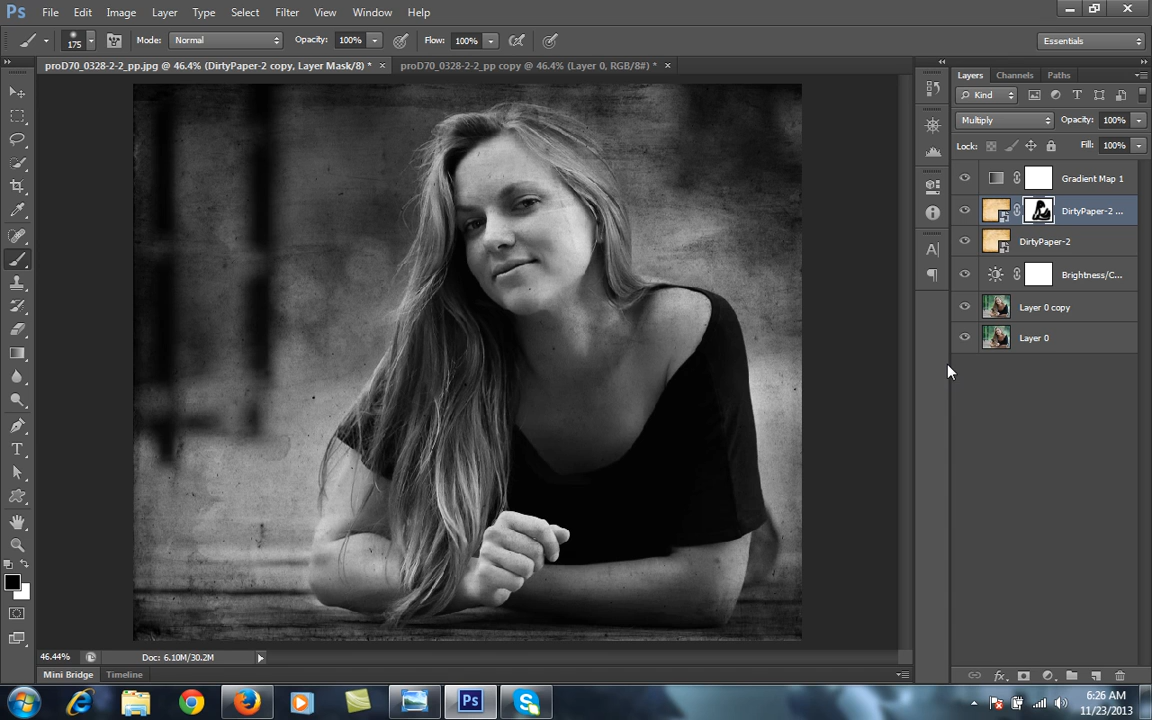 Ps File Edit Image Layer Type Select Filter View Window Help
175 Mode: Normal Opacity: 100% Flow: 100% Essentials
proD70_0328-2-2_pp.jpg @ 46.4% (DirtyPaper-2 copy, Layer Mask/8) * × proD70_0328-2-2_pp copy @ 46.4% (Layer 0, RGB/8#) * ×
Layers Channels Paths
Kind
Multiply Opacity: 100%
Lock: Fill: 100%
Gradient Map 1
DirtyPaper-2 ...
DirtyPaper-2
Brightness/C...
Layer 0 copy
Layer 0
46.44% Doc: 6.10M/30.2M
Mini Bridge Timeline
6:26 AM
11/23/2013